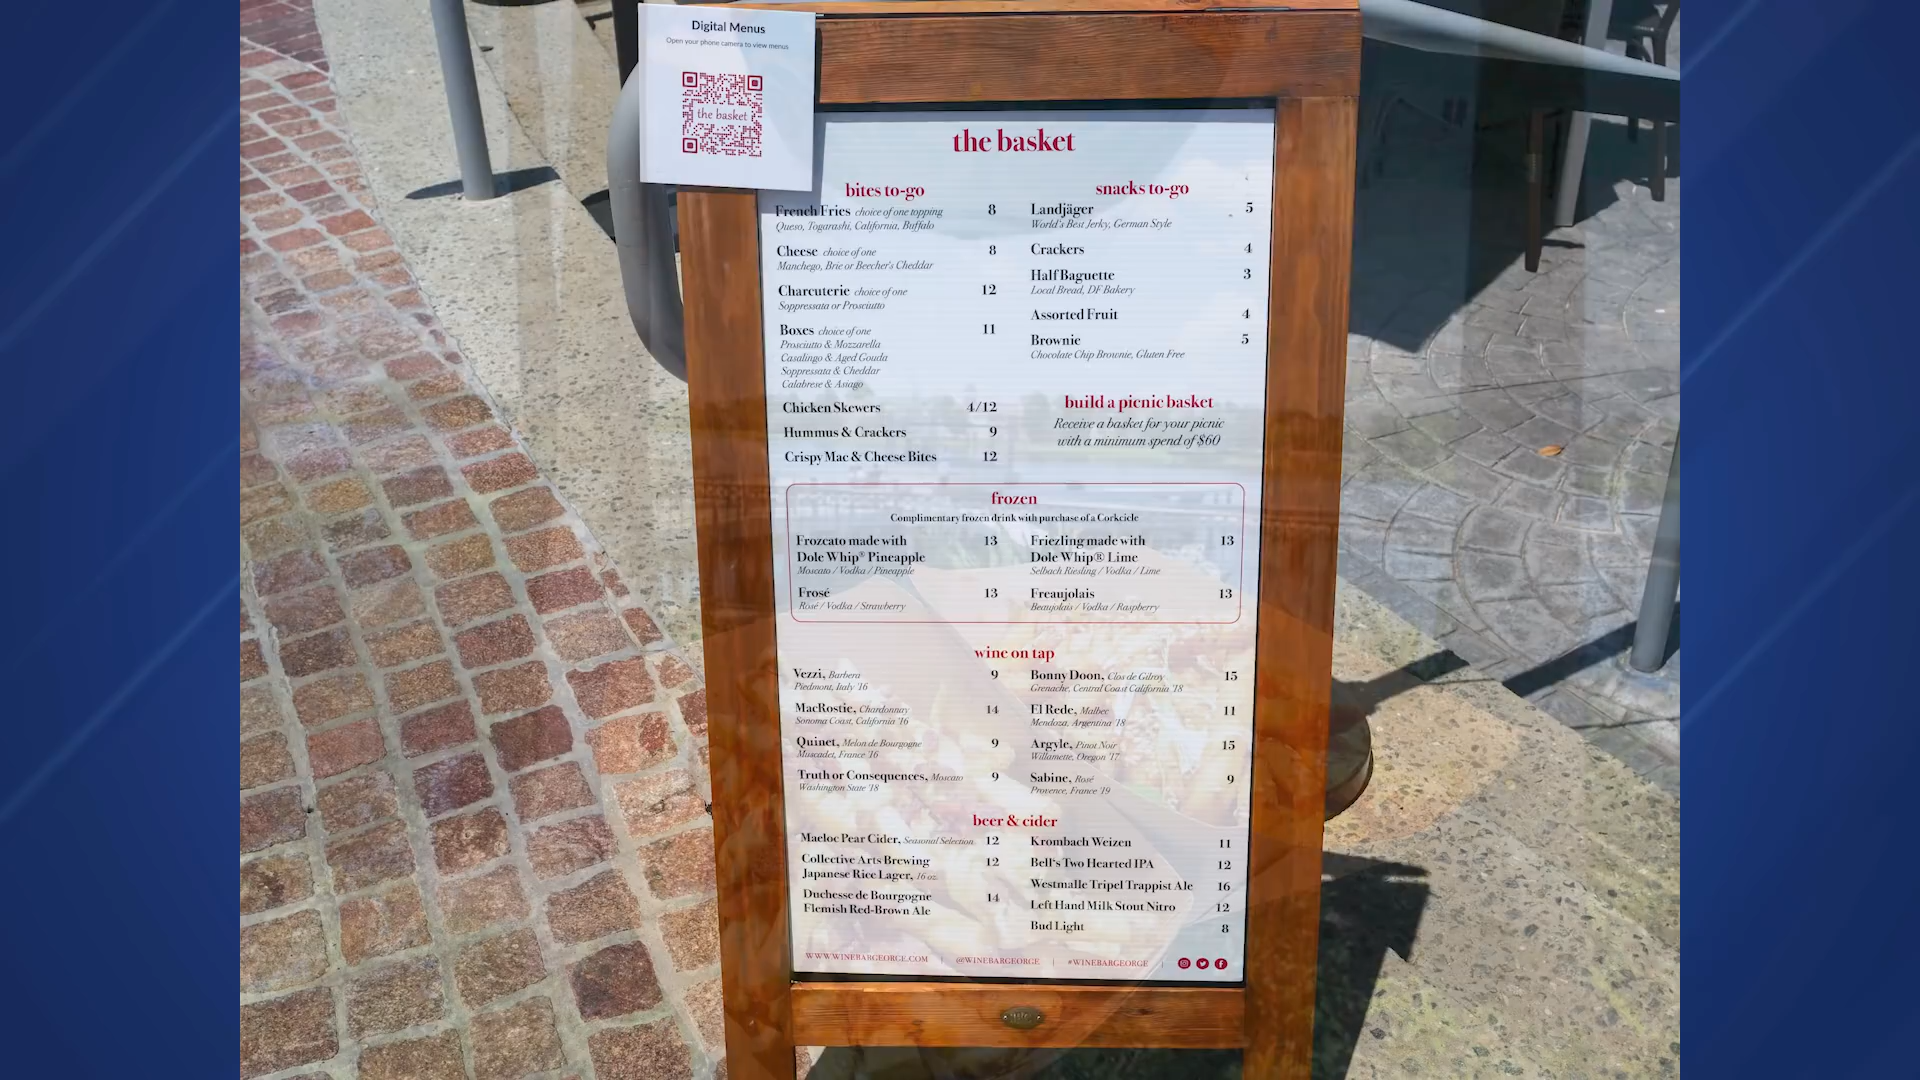 Digital Menus
Open your phone camera to view menus
the basket
the basket
bites to-go
French Fries choice of one topping 8
Queso, Togarashi, California, Buffalo
Cheese choice of one 8
Manchego, Brie or Beecher's Cheddar
Charcuterie choice of one 12
Soppressata or Prosciutto
Boxes choice of one 11
Prosciutto & Mozzarella
Casalingo & Aged Gouda
Soppressata & Cheddar
Calabrese & Asiago
Chicken Skewers 4/12
Hummus & Crackers 9
Crispy Mac & Cheese Bites 12
snacks to-go
Landjäger 5
World's Best Jerky, German Style
Crackers 4
Half Baguette 3
Local Bread, DF Bakery
Assorted Fruit 4
Brownie 5
Chocolate Chip Brownie, Gluten Free
build a picnic basket
Receive a basket for your picnic
with a minimum spend of $60
frozen
Complimentary frozen drink with purchase of a Corkcicle
Frozcato made with 13
Dole Whip® Pineapple
Moscato / Vodka / Pineapple
Frosé 13
Rosé / Vodka / Strawberry
Friezling made with 13
Dole Whip® Lime
Selbach Riesling / Vodka / Lime
Freaujolais 13
Beaujolais / Vodka / Raspberry
wine on tap
Vezzi, Barbera 9
Piedmont, Italy '16
MacRostie, Chardonnay 14
Sonoma Coast, California '16
Quinet, Melon de Bourgogne 9
Muscadet, France '16
Truth or Consequences, Moscato 9
Washington State '18
Bonny Doon, Clos de Gilroy 15
Grenache, Central Coast California '18
El Rede, Malbec 11
Mendoza, Argentina '18
Argyle, Pinot Noir 15
Willamette, Oregon '17
Sabine, Rosé 9
Provence, France '19
beer & cider
Maeloc Pear Cider, Seasonal Selection 12
Collective Arts Brewing 12
Japanese Rice Lager, 16 oz.
Duchesse de Bourgogne 14
Flemish Red-Brown Ale
Krombach Weizen 11
Bell's Two Hearted IPA 12
Westmalle Tripel Trappist Ale 16
Left Hand Milk Stout Nitro 12
Bud Light 8
WWW.WINEBARGEORGE.COM | @WINEBARGEORGE | #WINEBARGEORGE |